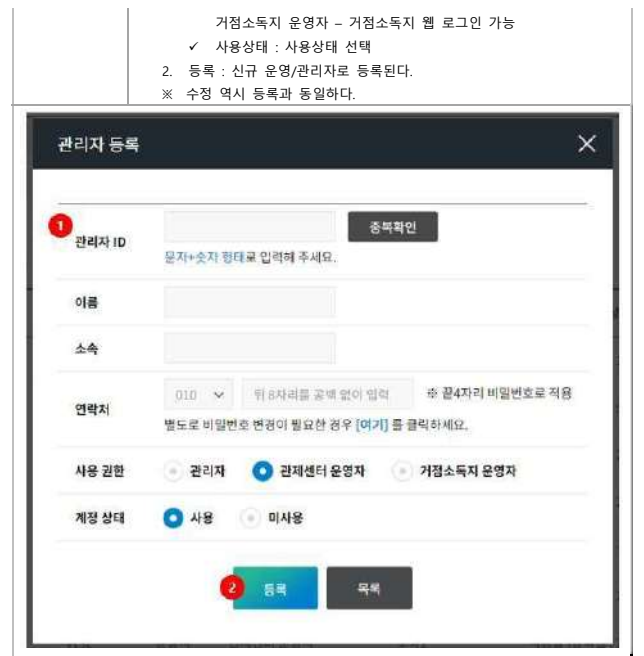 거점소독지 운영자 – 거점소독지 웹 로그인 가능
✓ 사용상태 : 사용상태 선택
2. 등록 : 신규 운영/관리자로 등록된다.
※ 수정 역시 등록과 동일하다.
관리자 등록
1
관리자 ID 중복확인
문자+숫자 형태로 입력해 주세요.
이름
소속
연락처 010 뒤 8자리를 공백 없이 입력 ※ 끝4자리 비밀번호로 적용
별도로 비밀번호 변경이 필요한 경우 [여기] 를 클릭하세요.
사용 권한 관리자 관제센터 운영자 거점소독지 운영자
계정 상태 사용 미사용
2 등록 목록